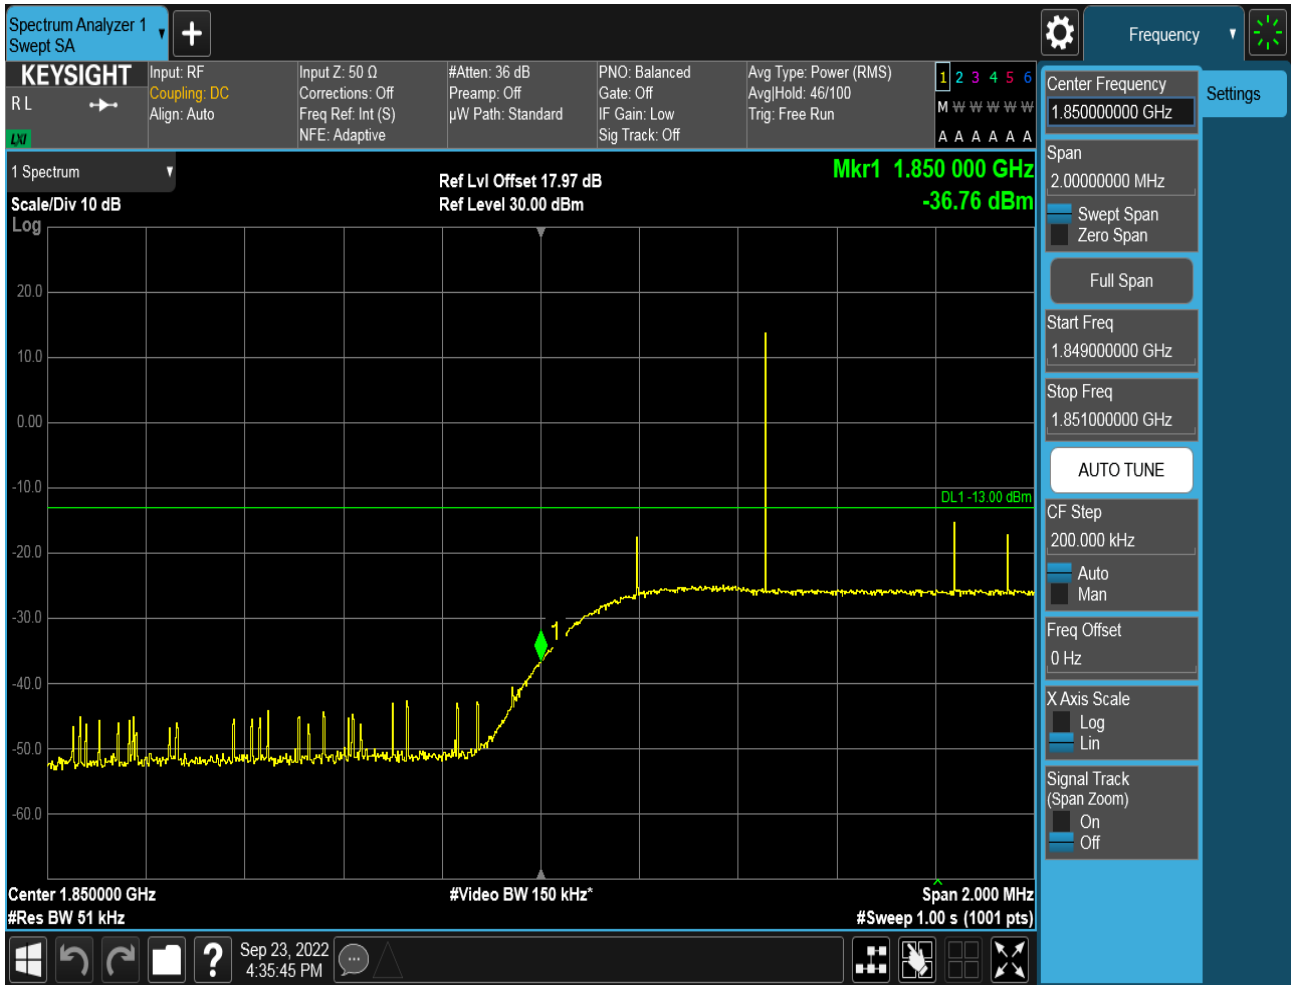 Spectrum Analyzer 1
Swept SA
Frequency
KEYSIGHT
R L
LXI
Input: RF
Coupling: DC
Align: Auto
Input Z: 50 Ω
Corrections: Off
Freq Ref: Int (S)
NFE: Adaptive
#Atten: 36 dB
Preamp: Off
µW Path: Standard
PNO: Balanced
Gate: Off
IF Gain: Low
Sig Track: Off
Avg Type: Power (RMS)
Avg|Hold: 46/100
Trig: Free Run
1 2 3 4 5 6
M W W W W W
A A A A A A
1 Spectrum
Scale/Div 10 dB
Log
Ref Lvl Offset 17.97 dB
Ref Level 30.00 dBm
Mkr1 1.850 000 GHz
-36.76 dBm
20.0
10.0
0.00
-10.0
-20.0
-30.0
-40.0
-50.0
-60.0
DL1 -13.00 dBm
1
Center 1.850000 GHz
#Res BW 51 kHz
#Video BW 150 kHz*
Span 2.000 MHz
#Sweep 1.00 s (1001 pts)
Center Frequency
1.850000000 GHz
Settings
Span
2.00000000 MHz
Swept Span
Zero Span
Full Span
Start Freq
1.849000000 GHz
Stop Freq
1.851000000 GHz
AUTO TUNE
CF Step
200.000 kHz
Auto
Man
Freq Offset
0 Hz
X Axis Scale
Log
Lin
Signal Track
(Span Zoom)
On
Off
?
Sep 23, 2022
4:35:45 PM